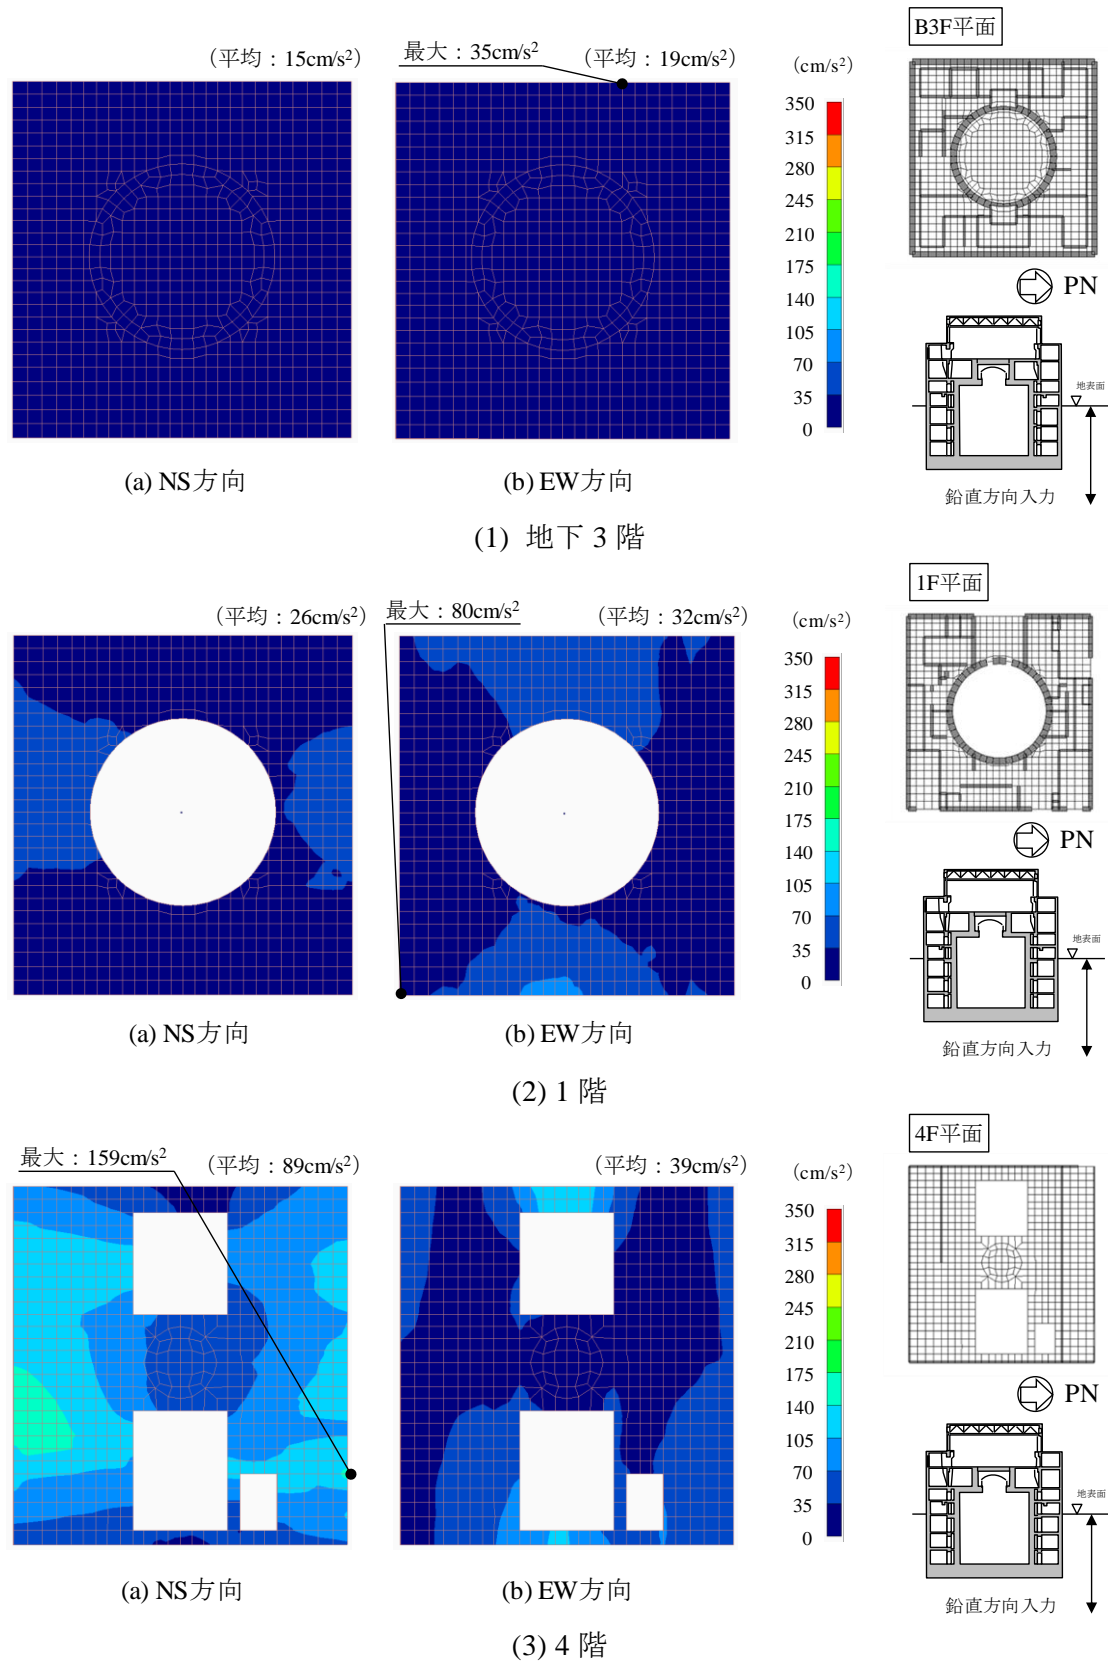 (平均：15cm/s²)
最大：35cm/s²
(平均：19cm/s²)
(cm/s²)
350
315
280
245
210
175
140
105
70
35
0
B3F平面
PN
地表面
鉛直方向入力
(a) NS方向
(b) EW方向
(1) 地下 3 階
(平均：26cm/s²)
最大：80cm/s²
(平均：32cm/s²)
(cm/s²)
350
315
280
245
210
175
140
105
70
35
0
1F平面
PN
地表面
鉛直方向入力
(a) NS方向
(b) EW方向
(2) 1 階
最大：159cm/s²
(平均：89cm/s²)
(平均：39cm/s²)
(cm/s²)
350
315
280
245
210
175
140
105
70
35
0
4F平面
PN
地表面
鉛直方向入力
(a) NS方向
(b) EW方向
(3) 4 階